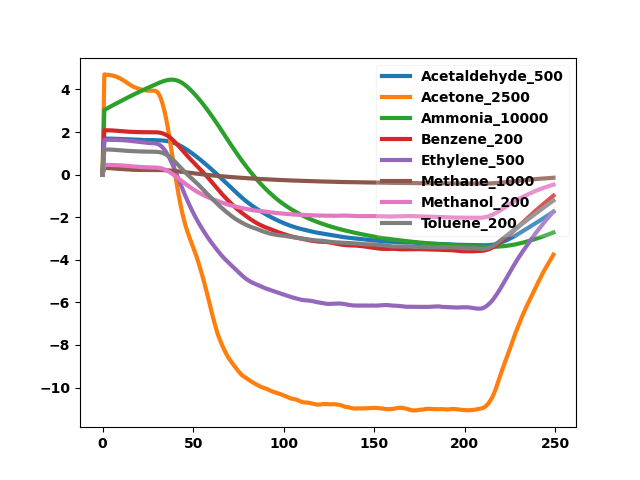 4
2
0
−2
−4
−6
−8
−10
0 50 100 150 200 250
Acetaldehyde_500
Acetone_2500
Ammonia_10000
Benzene_200
Ethylene_500
Methane_1000
Methanol_200
Toluene_200